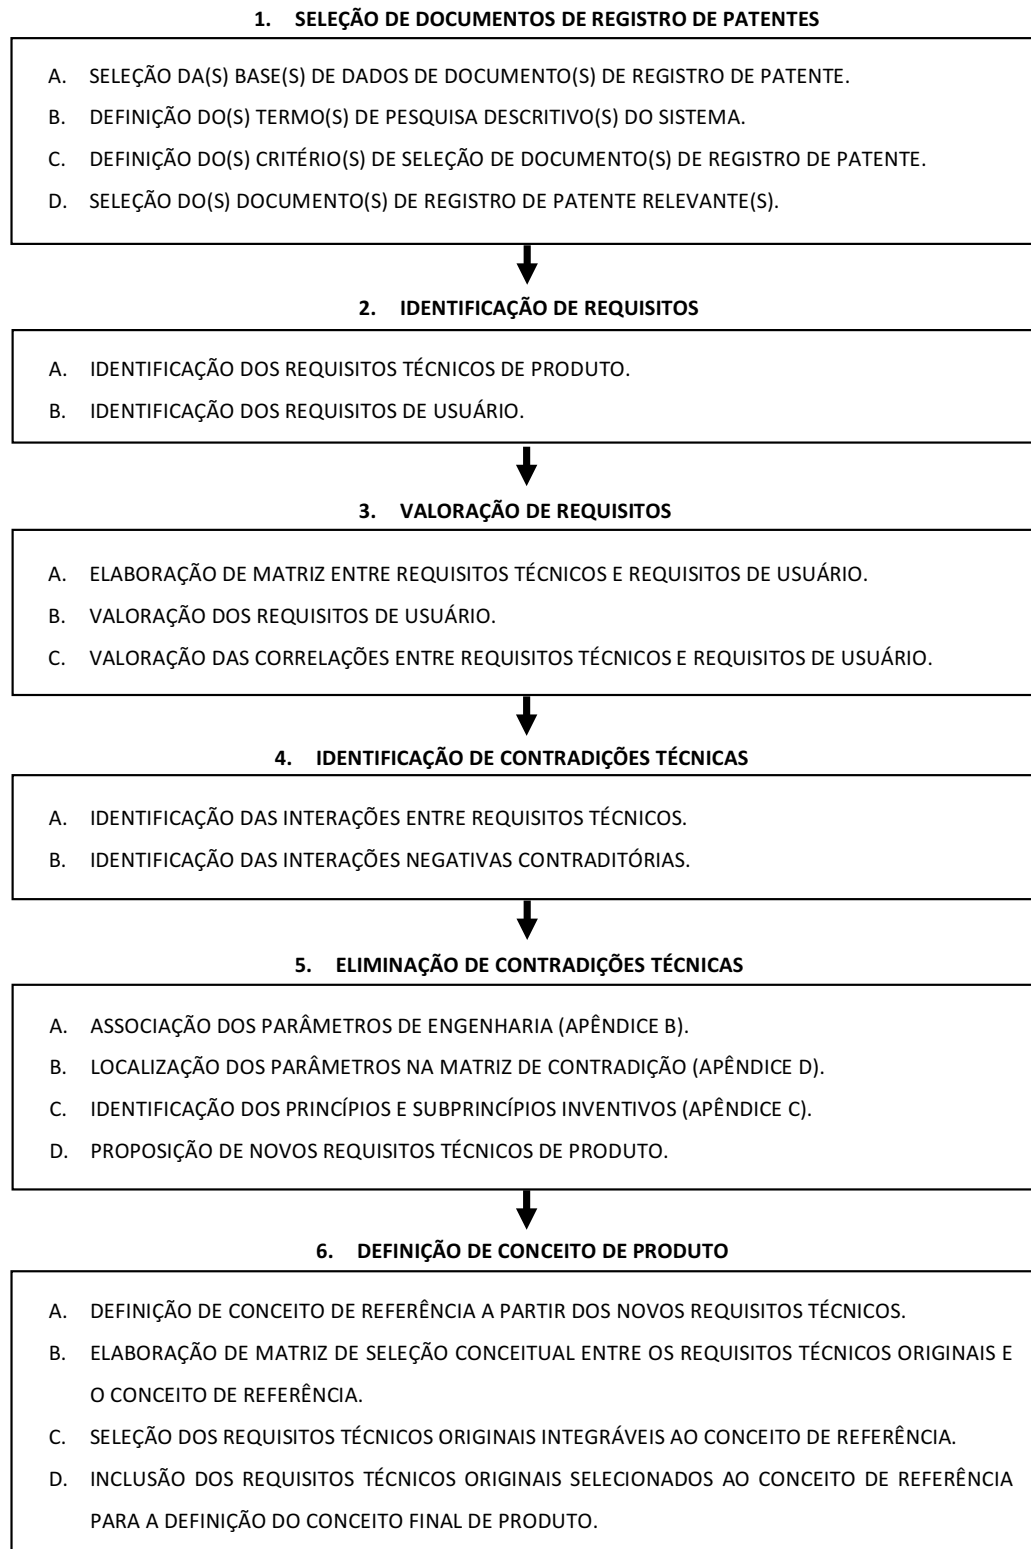 1. SELEÇÃO DE DOCUMENTOS DE REGISTRO DE PATENTES
A. SELEÇÃO DA(S) BASE(S) DE DADOS DE DOCUMENTO(S) DE REGISTRO DE PATENTE.
B. DEFINIÇÃO DO(S) TERMO(S) DE PESQUISA DESCRITIVO(S) DO SISTEMA.
C. DEFINIÇÃO DO(S) CRITÉRIO(S) DE SELEÇÃO DE DOCUMENTO(S) DE REGISTRO DE PATENTE.
D. SELEÇÃO DO(S) DOCUMENTO(S) DE REGISTRO DE PATENTE RELEVANTE(S).
2. IDENTIFICAÇÃO DE REQUISITOS
A. IDENTIFICAÇÃO DOS REQUISITOS TÉCNICOS DE PRODUTO.
B. IDENTIFICAÇÃO DOS REQUISITOS DE USUÁRIO.
3. VALORAÇÃO DE REQUISITOS
A. ELABORAÇÃO DE MATRIZ ENTRE REQUISITOS TÉCNICOS E REQUISITOS DE USUÁRIO.
B. VALORAÇÃO DOS REQUISITOS DE USUÁRIO.
C. VALORAÇÃO DAS CORRELAÇÕES ENTRE REQUISITOS TÉCNICOS E REQUISITOS DE USUÁRIO.
4. IDENTIFICAÇÃO DE CONTRADIÇÕES TÉCNICAS
A. IDENTIFICAÇÃO DAS INTERAÇÕES ENTRE REQUISITOS TÉCNICOS.
B. IDENTIFICAÇÃO DAS INTERAÇÕES NEGATIVAS CONTRADITÓRIAS.
5. ELIMINAÇÃO DE CONTRADIÇÕES TÉCNICAS
A. ASSOCIAÇÃO DOS PARÂMETROS DE ENGENHARIA (APÊNDICE B).
B. LOCALIZAÇÃO DOS PARÂMETROS NA MATRIZ DE CONTRADIÇÃO (APÊNDICE D).
C. IDENTIFICAÇÃO DOS PRINCÍPIOS E SUBPRINCÍPIOS INVENTIVOS (APÊNDICE C).
D. PROPOSIÇÃO DE NOVOS REQUISITOS TÉCNICOS DE PRODUTO.
6. DEFINIÇÃO DE CONCEITO DE PRODUTO
A. DEFINIÇÃO DE CONCEITO DE REFERÊNCIA A PARTIR DOS NOVOS REQUISITOS TÉCNICOS.
B. ELABORAÇÃO DE MATRIZ DE SELEÇÃO CONCEITUAL ENTRE OS REQUISITOS TÉCNICOS ORIGINAIS E
O CONCEITO DE REFERÊNCIA.
C. SELEÇÃO DOS REQUISITOS TÉCNICOS ORIGINAIS INTEGRÁVEIS AO CONCEITO DE REFERÊNCIA.
D. INCLUSÃO DOS REQUISITOS TÉCNICOS ORIGINAIS SELECIONADOS AO CONCEITO DE REFERÊNCIA
PARA A DEFINIÇÃO DO CONCEITO FINAL DE PRODUTO.